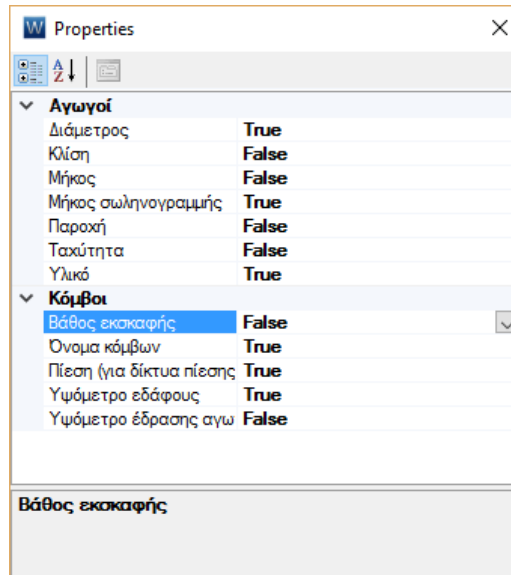 W Properties
A Z
Αγωγοί
Διάμετρος True
Κλίση False
Μήκος False
Μήκος σωληνογραμμής True
Παροχή False
Ταχύτητα False
Υλικό True
Κόμβοι
Βάθος εκσκαφής False
Όνομα κόμβων True
Πίεση (για δίκτυα πίεσης True
Υψόμετρο εδάφους True
Υψόμετρο έδρασης αγω False
Βάθος εκσκαφής